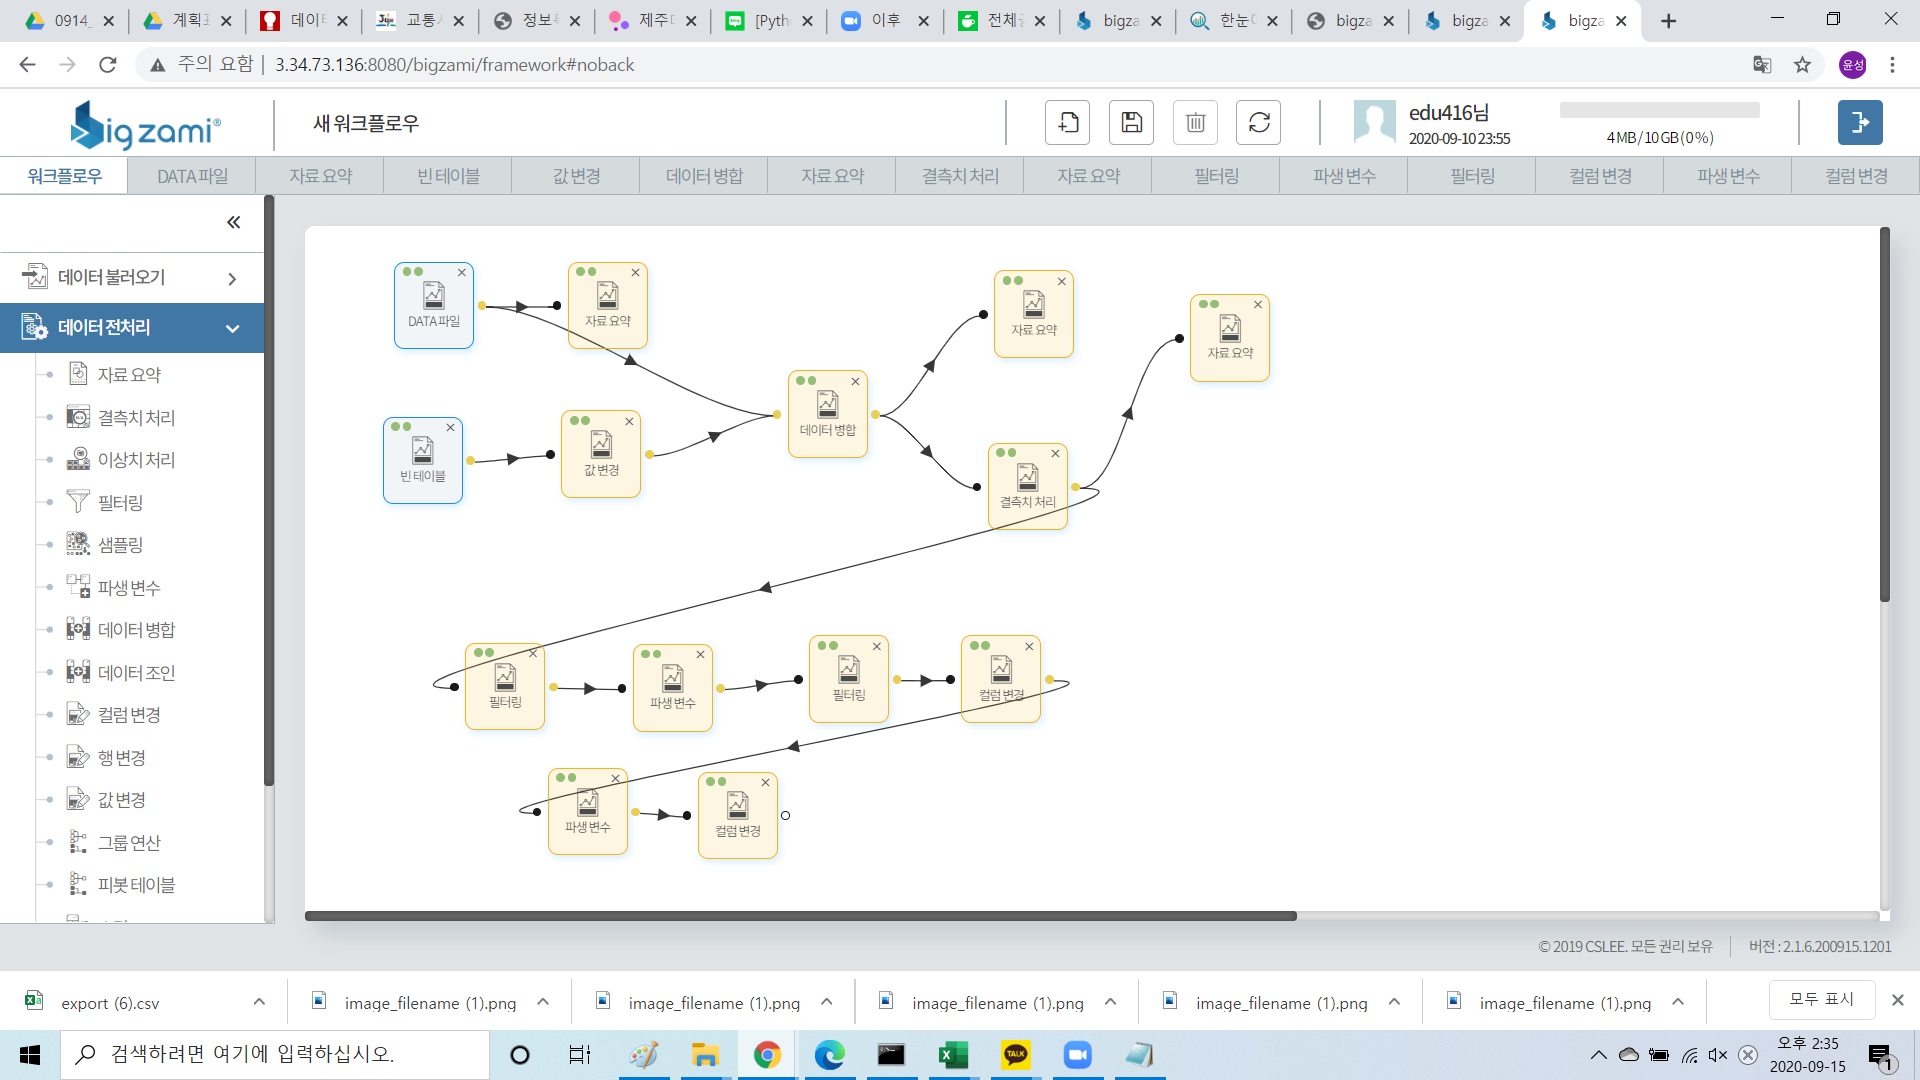 0914_
계획표
데이터
교통사
정보
제주
[Pyth
이후
전체글
bigza
한눈에
bigza
bigza
bigza
주의 요함 | 3.34.73.136:8080/bigzami/framework#noback
윤성
big zami®
새 워크플로우
edu416님
2020-09-10 23:55
4MB/10GB(0%)
워크플로우 DATA 파일 자료 요약 빈 테이블 값 변경 데이터 병합 자료 요약 결측치 처리 자료 요약 필터링 파생 변수 필터링 컬럼 변경 파생 변수 컬럼 변경
데이터 불러오기
데이터 전처리
자료 요약
결측치 처리
이상치 처리
필터링
샘플링
파생 변수
데이터 병합
데이터 조인
컬럼 변경
행 변경
값 변경
그룹 연산
피봇 테이블
DATA 파일
자료 요약
자료 요약
자료 요약
데이터 병합
빈 테이블
값 변경
결측치 처리
필터링
파생 변수
필터링
컬럼 변경
파생 변수
컬럼 변경
© 2019 CSLEE. 모든 권리 보유
버전 : 2.1.6.200915.1201
export (6).csv
image_filename (1).png
image_filename (1).png
image_filename (1).png
image_filename (1).png
image_filename (1).png
모두 표시
검색하려면 여기에 입력하십시오.
TALK
오후 2:35
2020-09-15
1